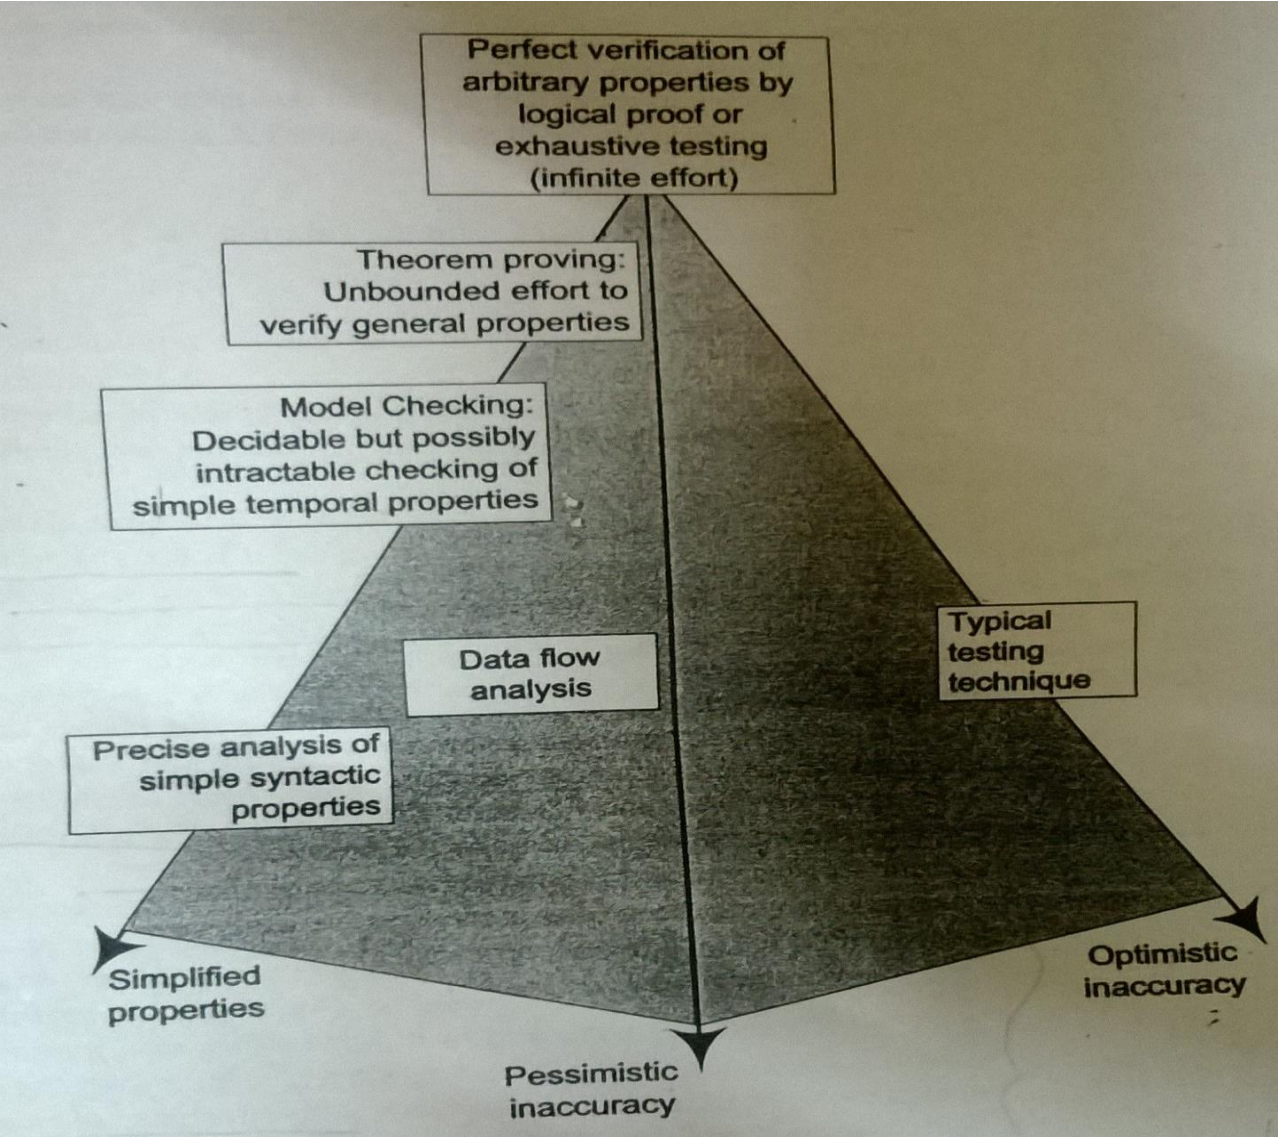 Perfect verification of
arbitrary properties by
logical proof or
exhaustive testing
(infinite effort)
Theorem proving:
Unbounded effort to
verify general properties
Model Checking:
Decidable but possibly
intractable checking of
simple temporal properties
Data flow
analysis
Typical
testing
technique
Precise analysis of
simple syntactic
properties
Simplified
properties
Optimistic
inaccuracy
Pessimistic
inaccuracy